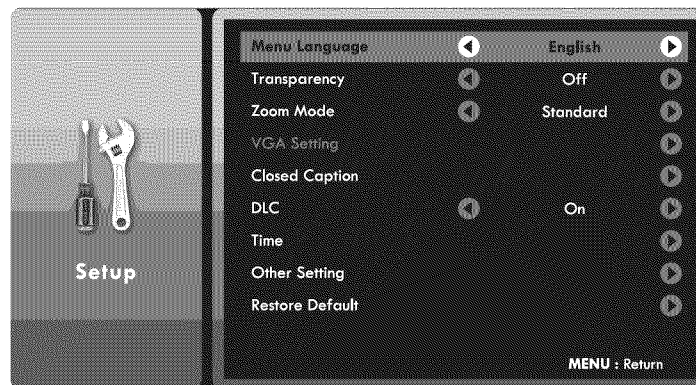 Setup
Menu Language English
Transparency Off
Zoom Mode Standard
VGA Setting
Closed Caption
DLC On
Time
Other Setting
Restore Default
MENU : Return